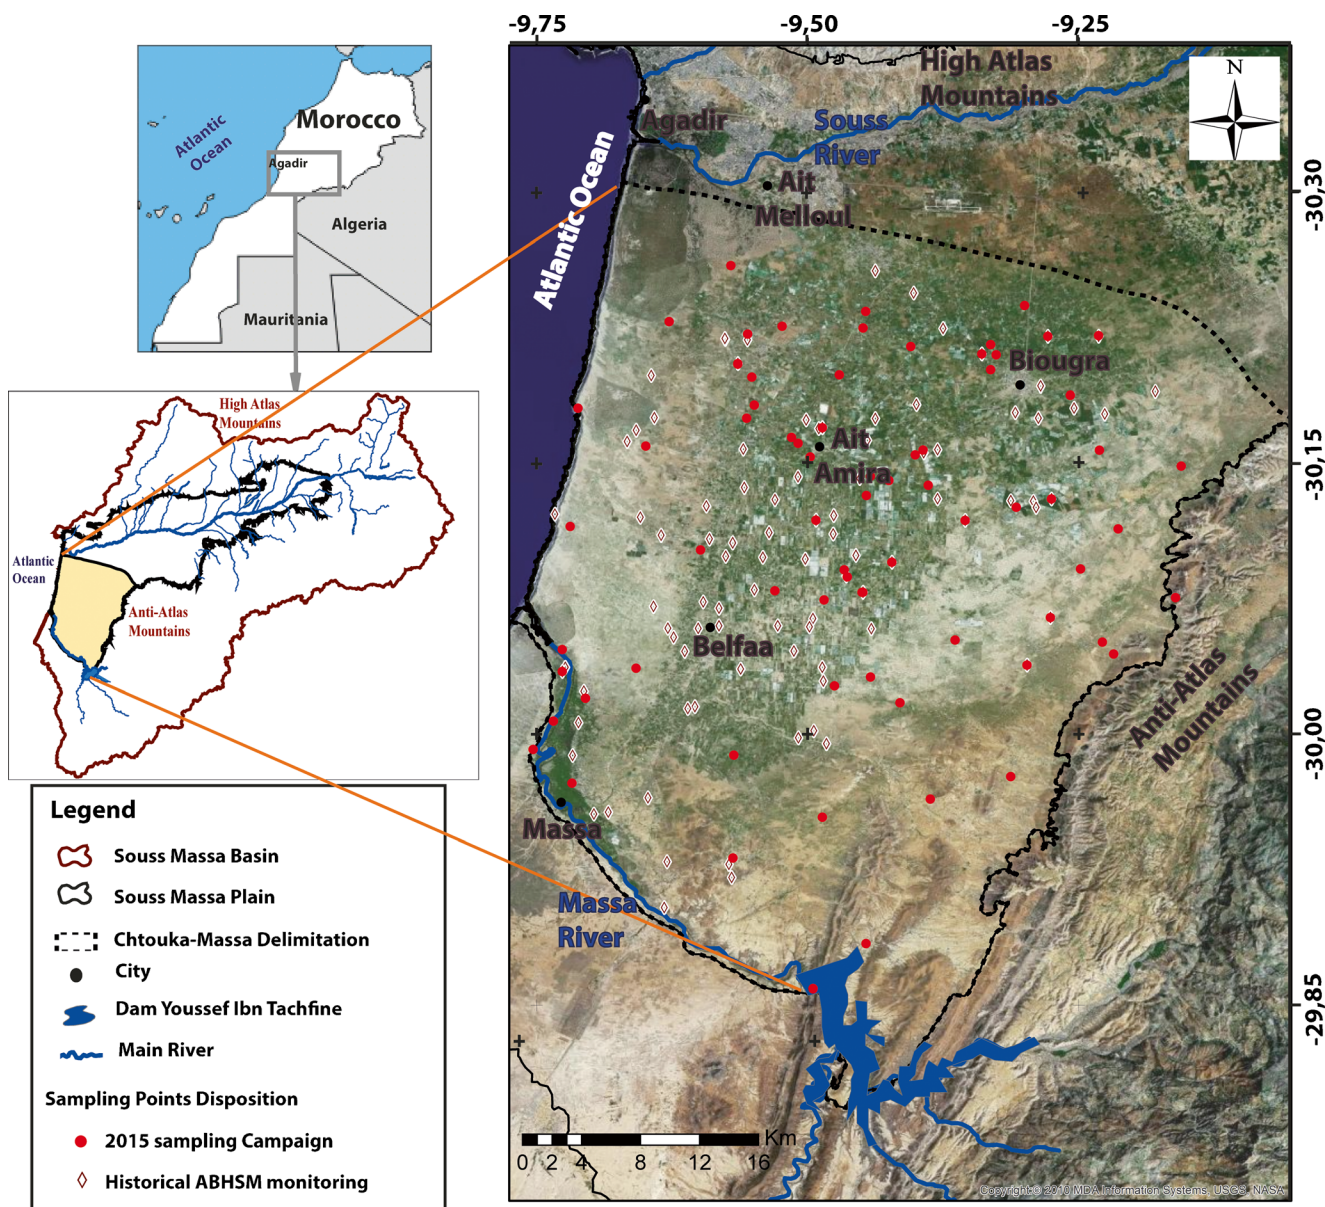 -9,75
-9,50
-9,25
Morocco
Atlantic
Ocean
Agadir
Algeria
Mauritania
High Atlas
Mountains
Atlantic
Ocean
Anti-Atlas
Mountains
Legend
Souss Massa Basin
Souss Massa Plain
Chtouka-Massa Delimitation
City
Dam Youssef Ibn Tachfine
Main River
Sampling Points Disposition
2015 sampling Campaign
Historical ABHSM monitoring
High Atlas
Mountains
N
Agadir
Souss
River
Atlantic Ocean
Ait
Melloul
Biougra
Ait
Amira
Belfaa
Anti-Atlas
Mountains
Massa
Massa
River
-30,30
-30,15
-30,00
-29,85
Km
0 2 4 8 12 16
Copyright:© 2010 MDA Information Systems, USGS, NASA